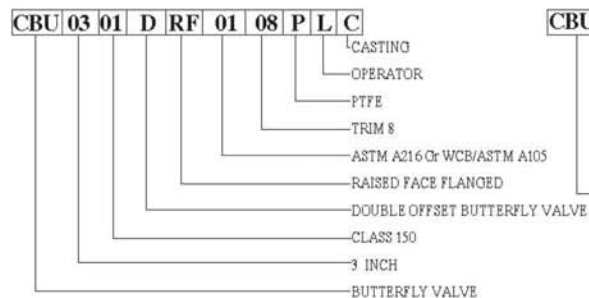 CBU 03 01 D RF 01 08 P L C
CASTING
OPERATOR
PTFE
TRIM 8
ASTM A216 Gr WCB/ASTM A105
RAISED FACE FLANGED
DOUBLE OFFSET BUTTERFLY VALVE
CLASS 150
3 INCH
BUTTERFLY VALVE
CBU